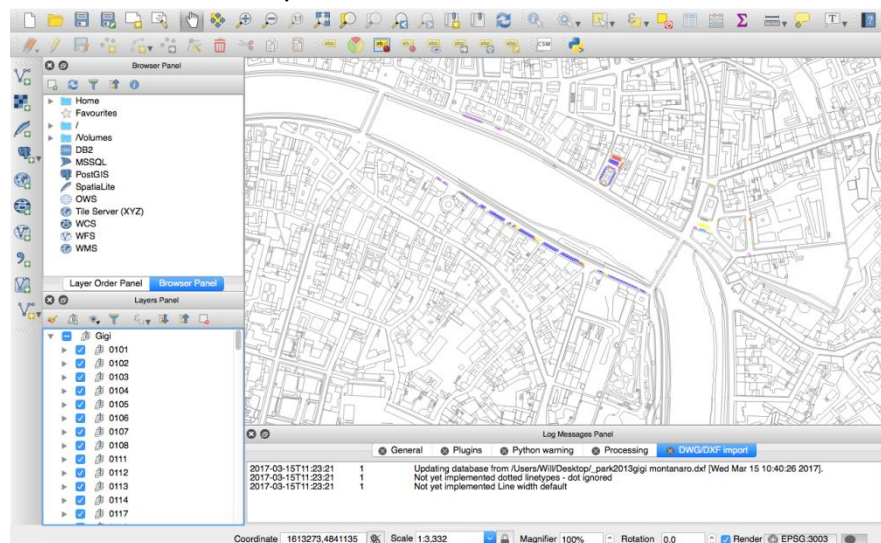 Browser Panel
Home
Favourites
/
/Volumes
DB2
MSSQL
PostGIS
SpatiaLite
OWS
Tile Server (XYZ)
WCS
WFS
WMS
Layer Order Panel Browser Panel
Layers Panel
Gigi
0101
0102
0103
0104
0105
0106
0107
0108
0111
0112
0113
0114
0117
Log Messages Panel
General Plugins Python warning Processing DWG/DXF import
2017-03-15T11:23:21 1 Updating database from /Users/Will/Desktop/_park2013gigi montanaro.dxf [Wed Mar 15 10:40:26 2017].
2017-03-15T11:23:21 1 Not yet implemented dotted linetypes - dot ignored
2017-03-15T11:23:21 1 Not yet implemented Line width default
Coordinate 1613273,4841135 Scale 1:3,332 Magnifier 100% Rotation 0.0 Render EPSG:3003